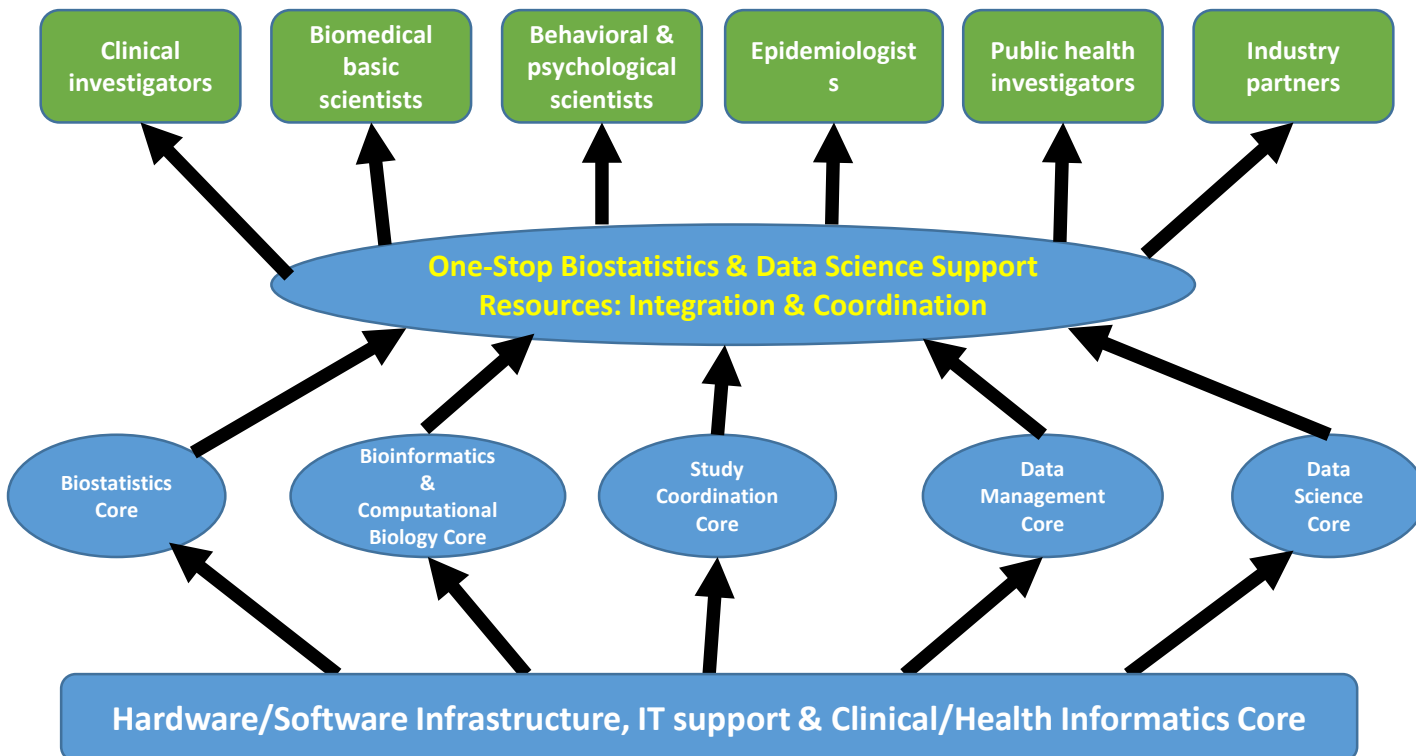 Clinical
investigators
Biomedical
basic
scientists
Behavioral &
psychological
scientists
Epidemiologist
s
Public health
investigators
Industry
partners
One-Stop Biostatistics & Data Science Support
Resources: Integration & Coordination
Biostatistics
Core
Bioinformatics
&
Computational
Biology Core
Study
Coordination
Core
Data
Management
Core
Data
Science
Core
Hardware/Software Infrastructure, IT support & Clinical/Health Informatics Core